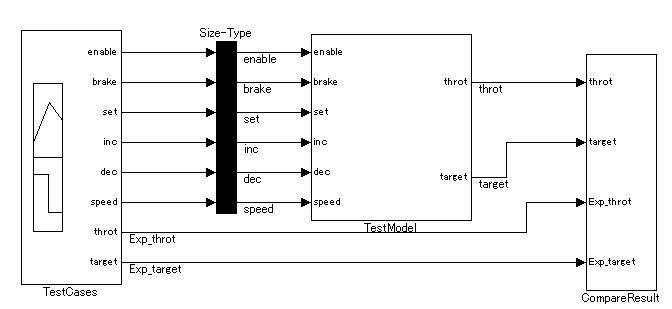 Size-Type
enable
enable
enable
brake
brake
brake
throt
throt
throt
set
set
set
inc
inc
inc
target
dec
dec
dec
target
target
speed
speed
speed
Exp_throt
throt
Exp_throt
TestModel
target
Exp_target
Exp_target
TestCases
CompareResult